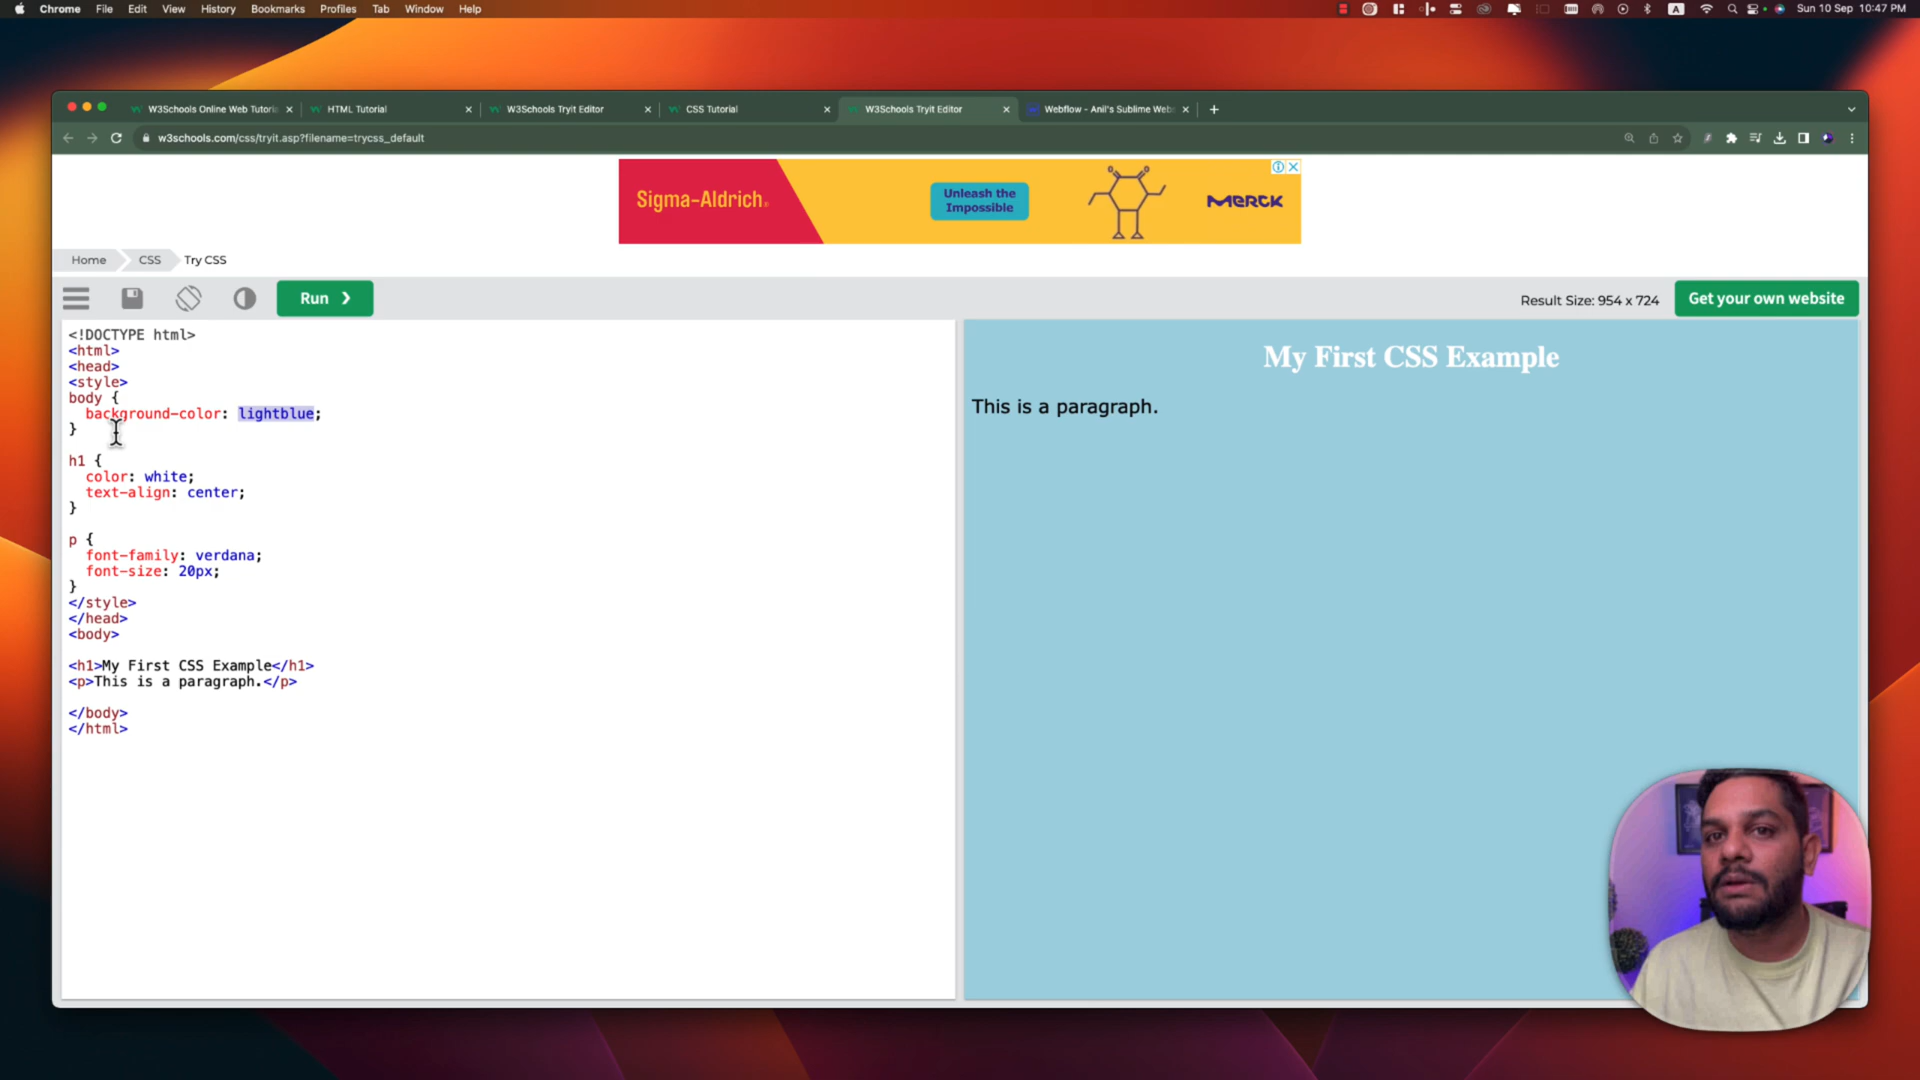 Chrome File Edit View History Bookmarks Profiles Tab Window Help
A Sun 10 Sep 10:47 PM
W3Schools Online Web Tutoria
HTML Tutorial
W3Schools Tryit Editor
CSS Tutorial
W3Schools Tryit Editor
Webflow - Anil's Sublime Web
w3schools.com/css/tryit.asp?filename=trycss_default
Sigma-Aldrich
Unleash the
Impossible
MERCK
Home CSS Try CSS
Run ❯
Result Size: 954 x 724
Get your own website
<!DOCTYPE html>
<html>
<head>
<style>
body {
  background-color: lightblue;
}
h1 {
  color: white;
  text-align: center;
}
p {
  font-family: verdana;
  font-size: 20px;
}
</style>
</head>
<body>
<h1>My First CSS Example</h1>
<p>This is a paragraph.</p>
</body>
</html>
My First CSS Example
This is a paragraph.